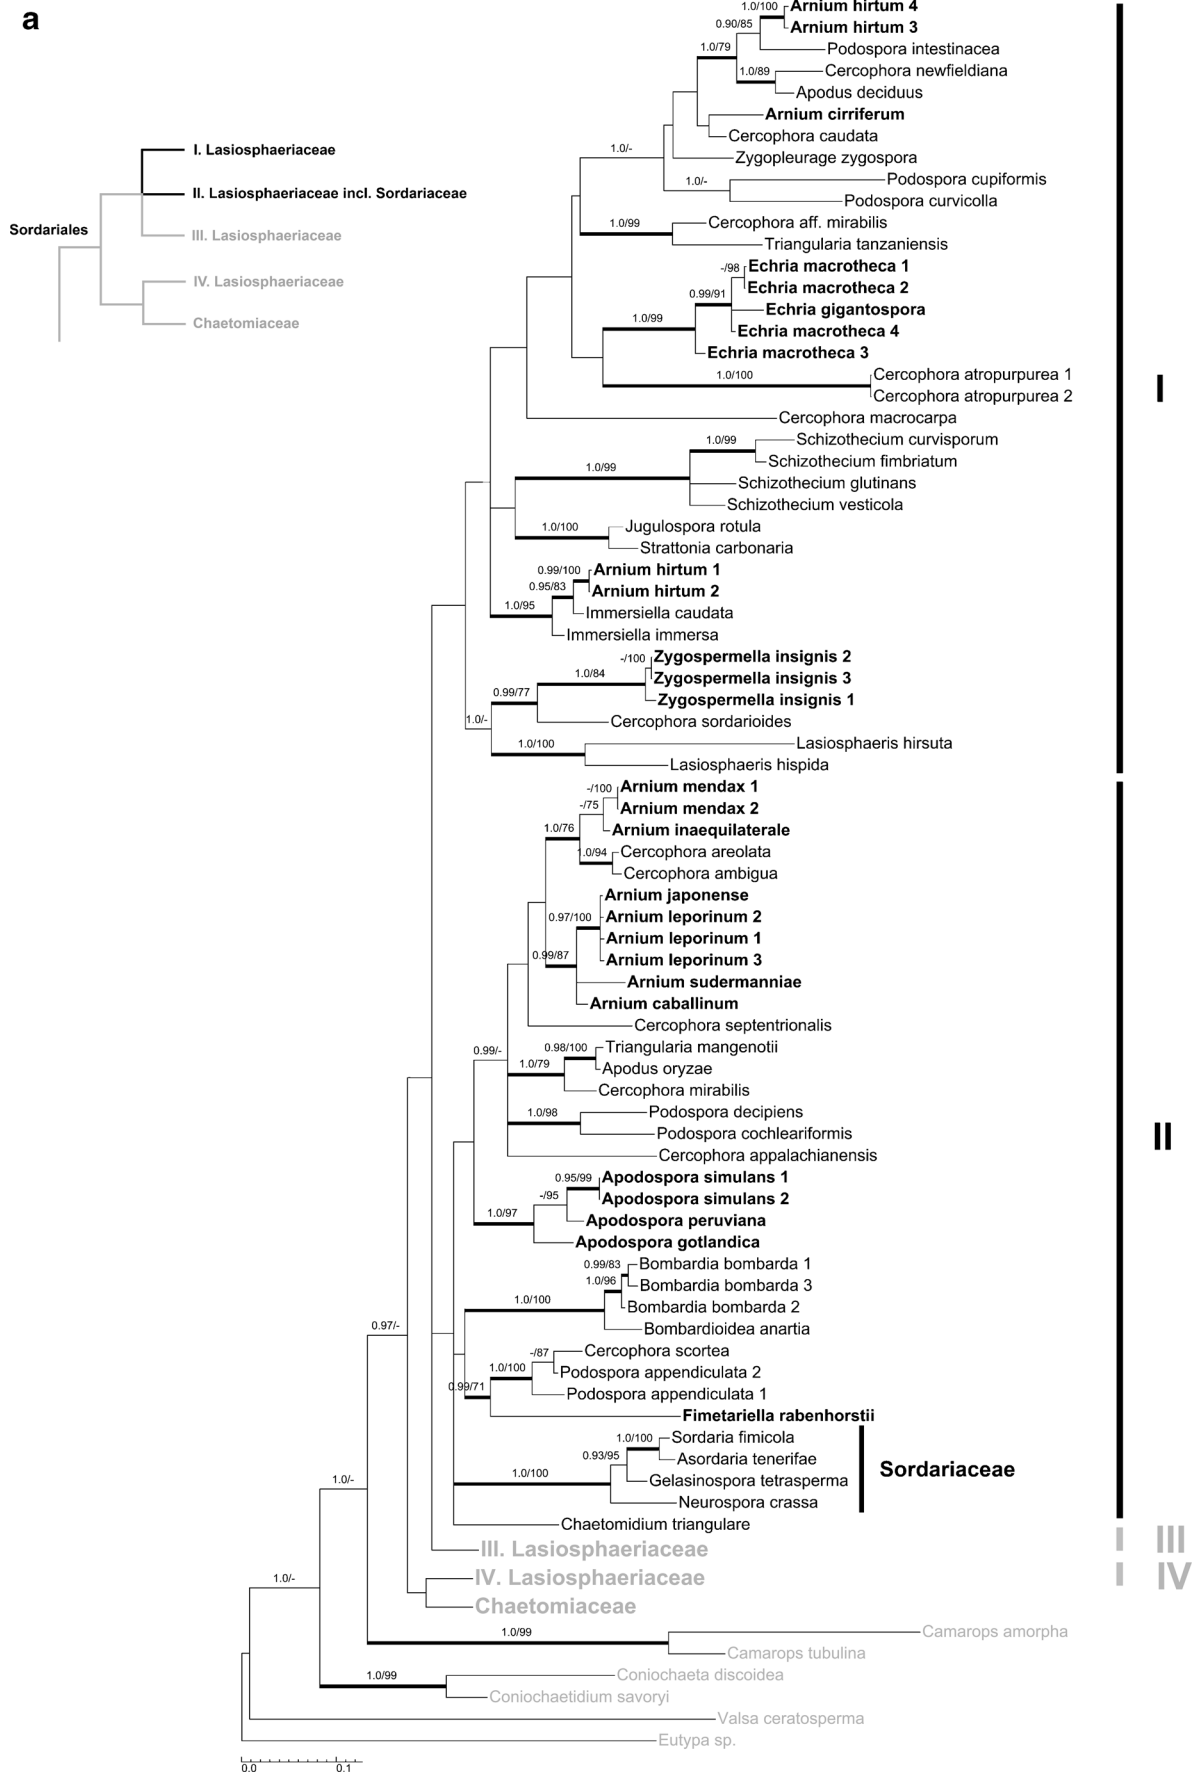 a
I. Lasiosphaeriaceae
II. Lasiosphaeriaceae incl. Sordariaceae
Sordariales
III. Lasiosphaeriaceae
IV. Lasiosphaeriaceae
Chaetomiaceae
1.0/100
Arnium hirtum 4
0.90/85
Arnium hirtum 3
1.0/79
Podospora intestinacea
1.0/89
Cercophora newfieldiana
Apodus deciduus
Arnium cirriferum
Cercophora caudata
1.0/-
Zygopleurage zygospora
1.0/-
Podospora cupiformis
Podospora curvicolla
1.0/99
Cercophora aff. mirabilis
Triangularia tanzaniensis
-/98
Echria macrotheca 1
Echria macrotheca 2
0.99/91
Echria gigantospora
1.0/99
Echria macrotheca 4
Echria macrotheca 3
1.0/100
Cercophora atropurpurea 1
Cercophora atropurpurea 2
I
Cercophora macrocarpa
1.0/99
Schizothecium curvisporum
Schizothecium fimbriatum
1.0/99
Schizothecium glutinans
Schizothecium vesticola
1.0/100
Jugulospora rotula
Strattonia carbonaria
0.99/100
Arnium hirtum 1
0.95/83
Arnium hirtum 2
1.0/95
Immersiella caudata
Immersiella immersa
-/100
Zygospermella insignis 2
1.0/84
Zygospermella insignis 3
0.99/77
Zygospermella insignis 1
1.0/-
Cercophora sordarioides
1.0/100
Lasiosphaeris hirsuta
Lasiosphaeris hispida
-/100
Arnium mendax 1
-/75
Arnium mendax 2
1.0/76
Arnium inaequilaterale
1.0/94
Cercophora areolata
Cercophora ambigua
Arnium japonense
0.97/100
Arnium leporinum 2
Arnium leporinum 1
0.99/87
Arnium leporinum 3
Arnium sudermanniae
Arnium caballinum
Cercophora septentrionalis
0.99/-
0.98/100
Triangularia mangenotii
1.0/79
Apodus oryzae
Cercophora mirabilis
1.0/98
Podospora decipiens
Podospora cochleariformis
II
Cercophora appalachianensis
0.95/99
Apodospora simulans 1
-/95
Apodospora simulans 2
1.0/97
Apodospora peruviana
Apodospora gotlandica
0.99/83
Bombardia bombarda 1
1.0/96
Bombardia bombarda 3
1.0/100
Bombardia bombarda 2
0.97/-
Bombardioidea anartia
-/87
Cercophora scortea
1.0/100
Podospora appendiculata 2
0.99/71
Podospora appendiculata 1
Fimetariella rabenhorstii
1.0/100
Sordaria fimicola
0.93/95
Asordaria tenerifae
1.0/100
Gelasinospora tetrasperma
Sordariaceae
1.0/-
Neurospora crassa
Chaetomidium triangulare
III. Lasiosphaeriaceae
III
IV. Lasiosphaeriaceae
IV
1.0/-
Chaetomiaceae
1.0/99
Camarops amorpha
Camarops tubulina
1.0/99
Coniochaeta discoidea
Coniochaetidium savoryi
Valsa ceratosperma
Eutypa sp.
0.0 0.1